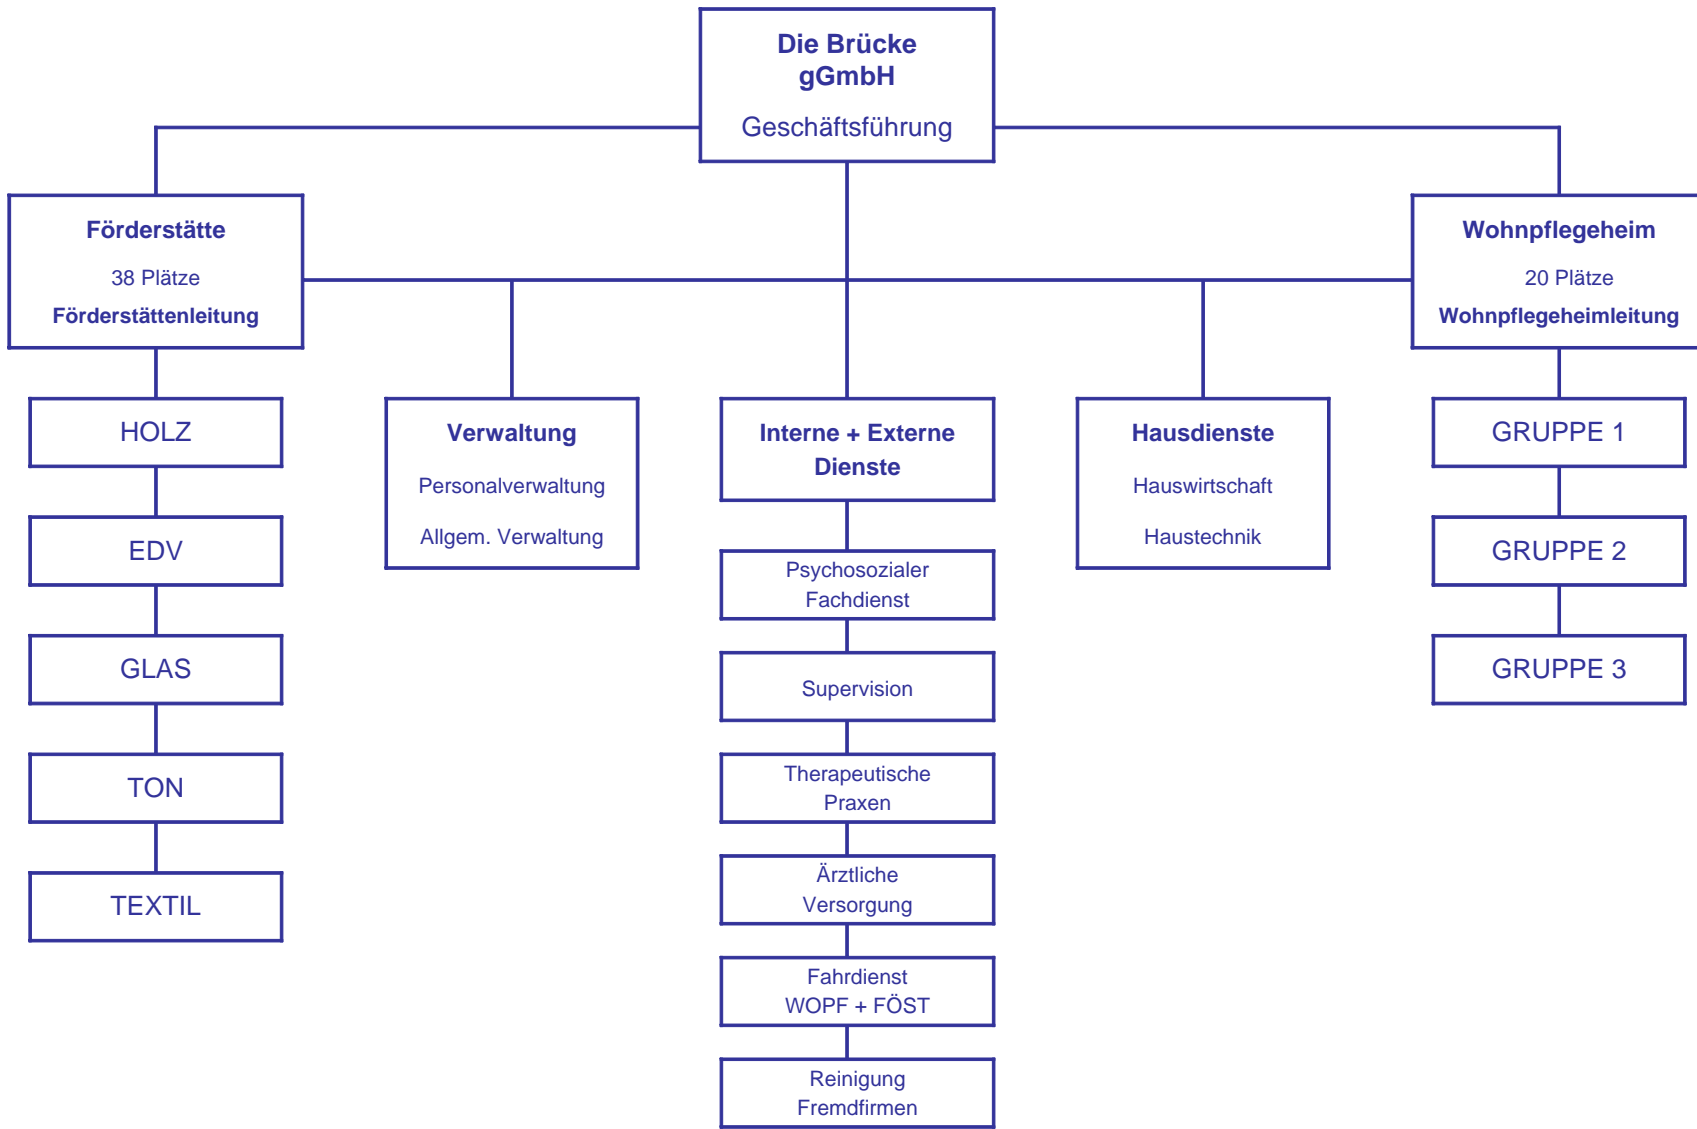 Die Brücke
gGmbH
Geschäftsführung
Förderstätte
38 Plätze
Förderstättenleitung
Wohnpflegeheim
20 Plätze
Wohnpflegeheimleitung
HOLZ
EDV
GLAS
TON
TEXTIL
Verwaltung
Personalverwaltung
Allgem. Verwaltung
Interne + Externe
Dienste
Psychosozialer
Fachdienst
Supervision
Therapeutische
Praxen
Ärztliche
Versorgung
Fahrdienst
WOPF + FÖST
Reinigung
Fremdfirmen
Hausdienste
Hauswirtschaft
Haustechnik
GRUPPE 1
GRUPPE 2
GRUPPE 3